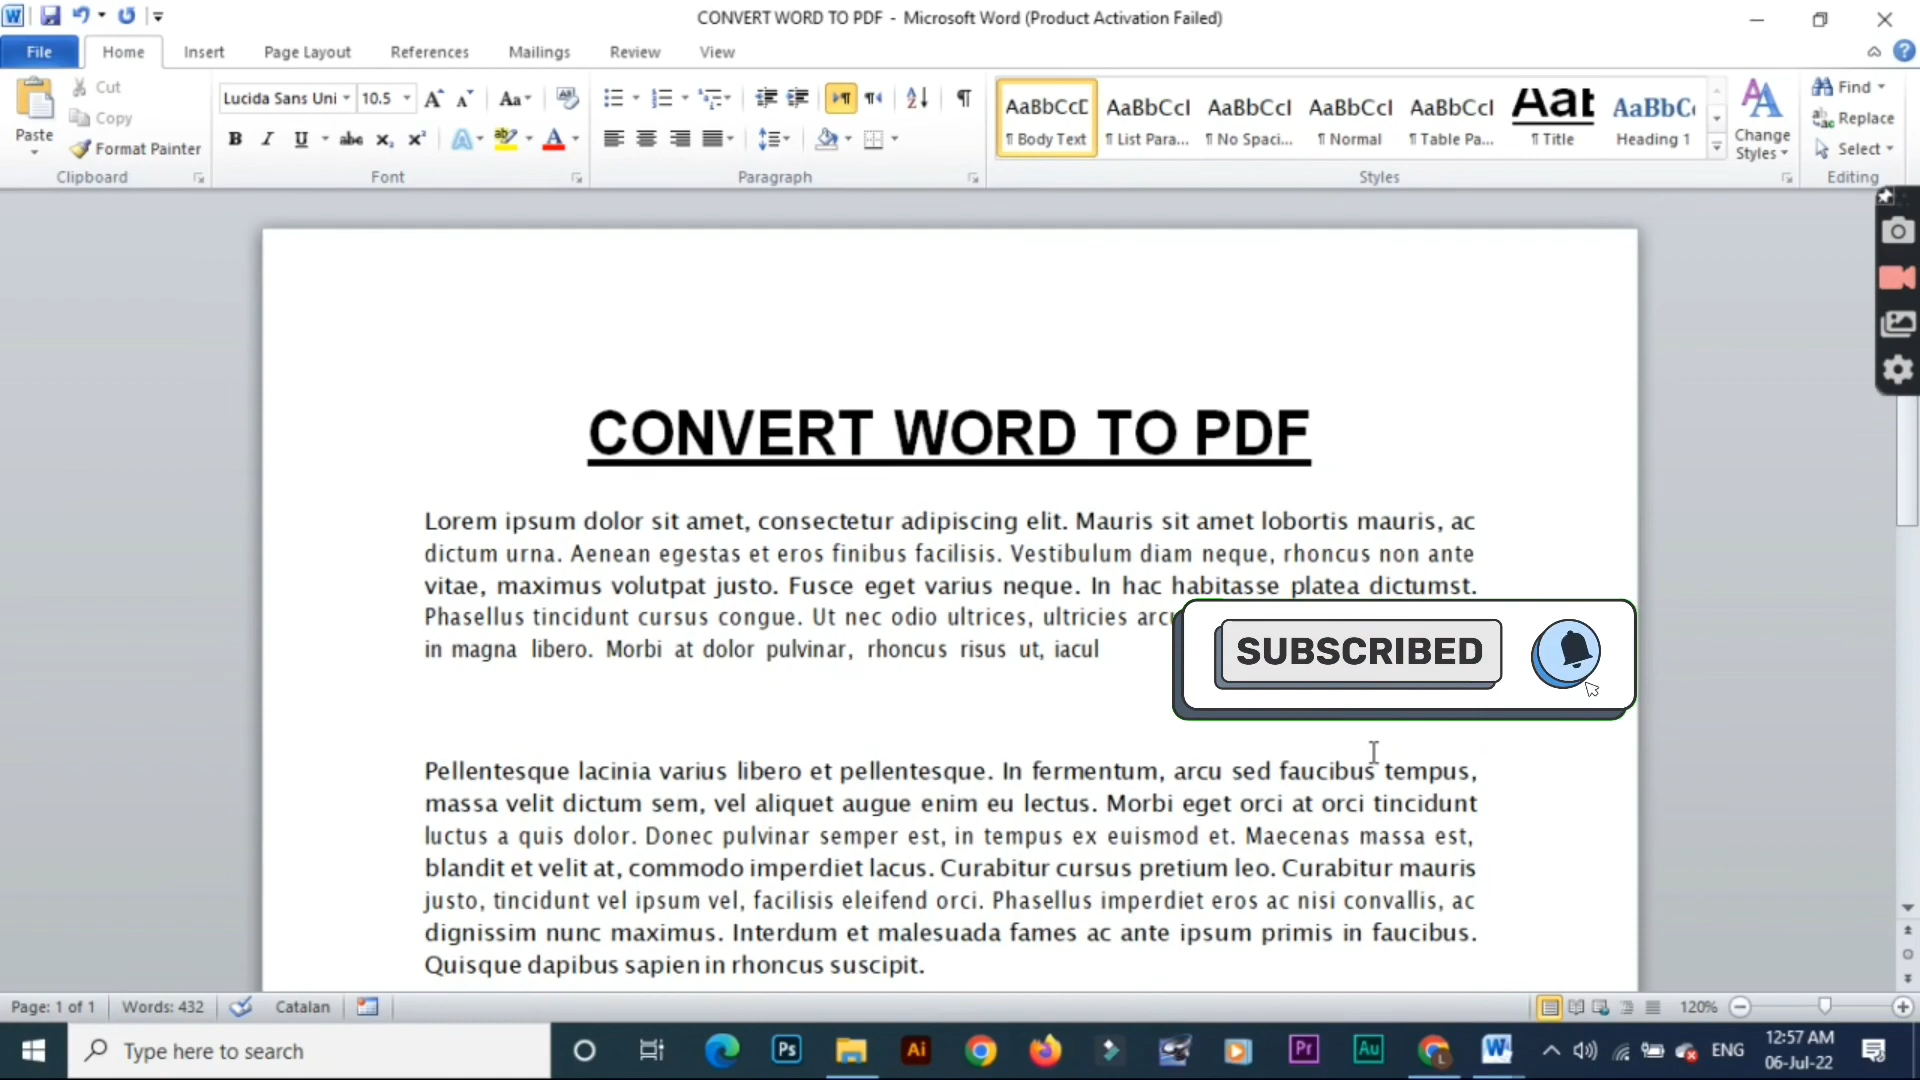 CONVERT WORD TO PDF - Microsoft Word (Product Activation Failed)
File Home Insert Page Layout References Mailings Review View
Paste
Cut
Copy
Format Painter
Clipboard
Lucida Sans Uni 10.5
Font
Paragraph
AaBbCcD AaBbCcI AaBbCcI AaBbCcI AaBbCcI Aab AaBbC
¶ Body Text ¶ List Para... ¶ No Spaci... ¶ Normal ¶ Table Pa... ¶ Title Heading 1
Change
Styles
Styles
Find
Replace
Select
Editing
CONVERT WORD TO PDF
Lorem ipsum dolor sit amet, consectetur adipiscing elit. Mauris sit amet lobortis mauris, ac
dictum urna. Aenean egestas et eros finibus facilisis. Vestibulum diam neque, rhoncus non ante
vitae, maximus volutpat justo. Fusce eget varius neque. In hac habitasse platea dictumst.
Phasellus tincidunt cursus congue. Ut nec odio ultrices, ultricies arcu
in magna libero. Morbi at dolor pulvinar, rhoncus risus ut, iacul
SUBSCRIBED
Pellentesque lacinia varius libero et pellentesque. In fermentum, arcu sed faucibus tempus,
massa velit dictum sem, vel aliquet augue enim eu lectus. Morbi eget orci at orci tincidunt
luctus a quis dolor. Donec pulvinar semper est, in tempus ex euismod et. Maecenas massa est,
blandit et velit at, commodo imperdiet lacus. Curabitur cursus pretium leo. Curabitur mauris
justo, tincidunt vel ipsum vel, facilisis eleifend orci. Phasellus imperdiet eros ac nisi convallis, ac
dignissim nunc maximus. Interdum et malesuada fames ac ante ipsum primis in faucibus.
Quisque dapibus sapien in rhoncus suscipit.
Page: 1 of 1 Words: 432 Catalan 120%
Type here to search
Ps Ai Pr Au
ENG
12:57 AM
06-Jul-22